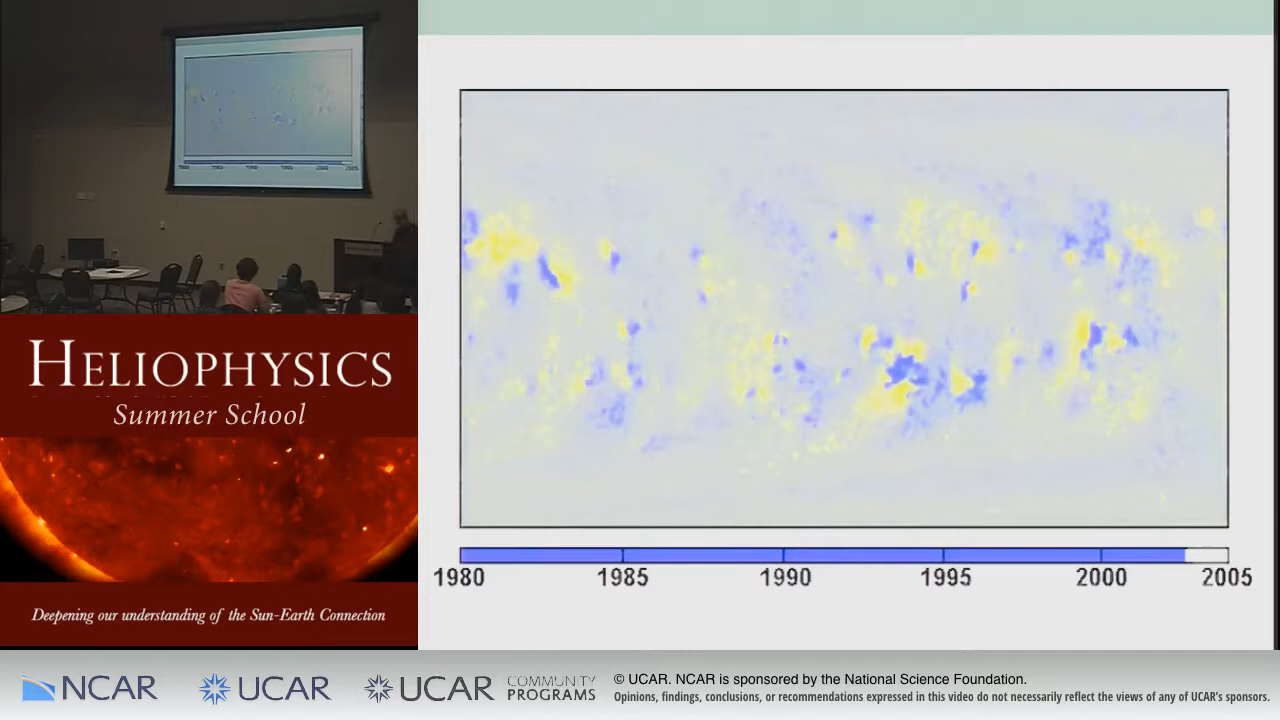 HELIOPHYSICS
Summer School
Deepening our understanding of the Sun-Earth Connection
1980 1985 1990 1995 2000 2005
NCAR
UCAR
UCAR
COMMUNITY
PROGRAMS
© UCAR. NCAR is sponsored by the National Science Foundation.
Opinions, findings, conclusions, or recommendations expressed in this video do not necessarily reflect the views of any of UCAR's sponsors.